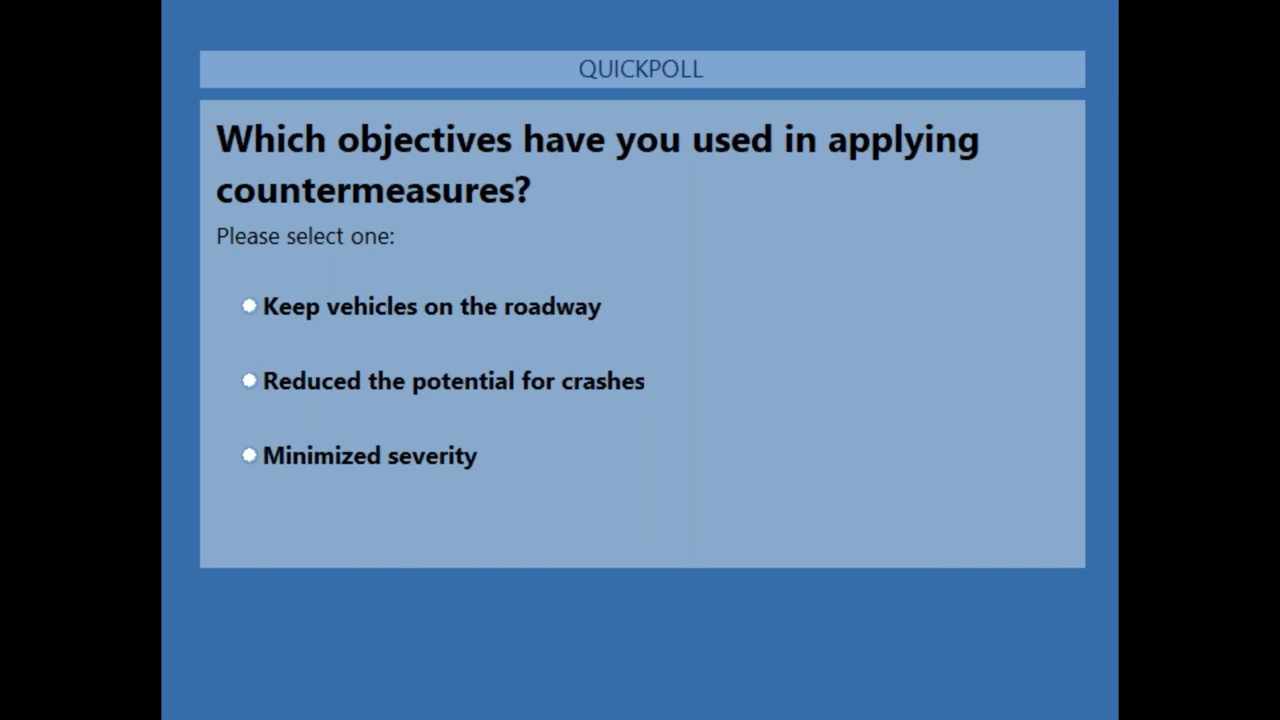 QUICKPOLL
Which objectives have you used in applying
countermeasures?
Please select one:
Keep vehicles on the roadway
Reduced the potential for crashes
Minimized severity